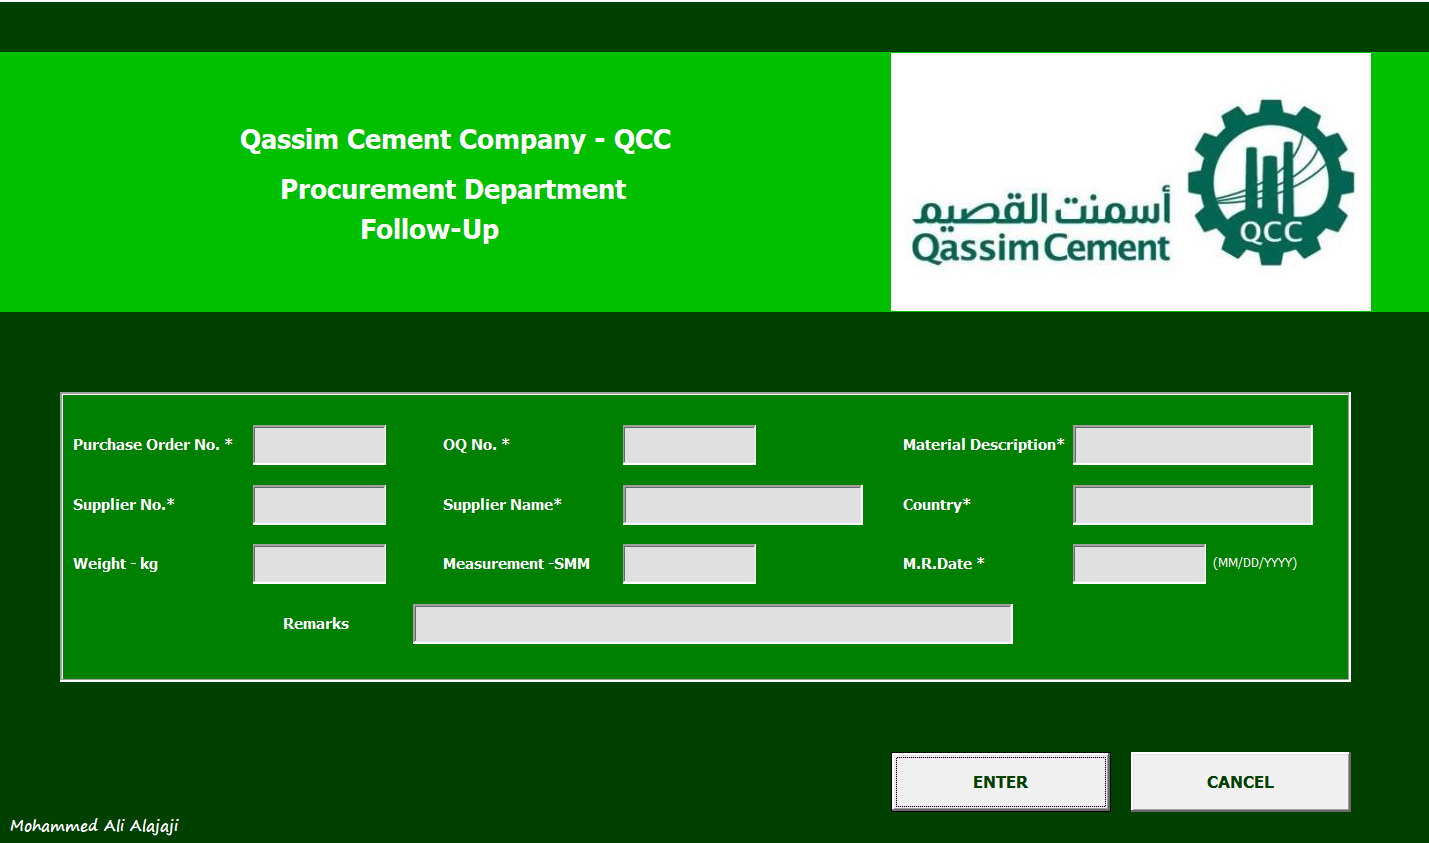 Qassim Cement Company - QCC
Procurement Department
Follow-Up
أسمنت القصيم
Qassim Cement
QCC
Purchase Order No. *
OQ No. *
Material Description*
Supplier No.*
Supplier Name*
Country*
Weight - kg
Measurement -SMM
M.R.Date *
(MM/DD/YYYY)
Remarks
ENTER
CANCEL
Mohammed Ali Alajaji